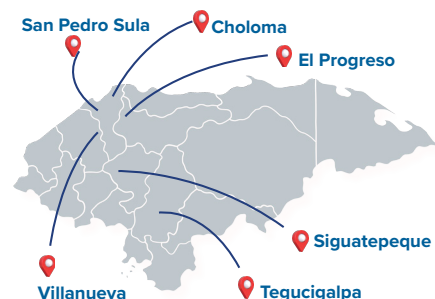 San Pedro Sula
Choloma
El Progreso
Siguatepeque
Villanueva
Tegucigalpa